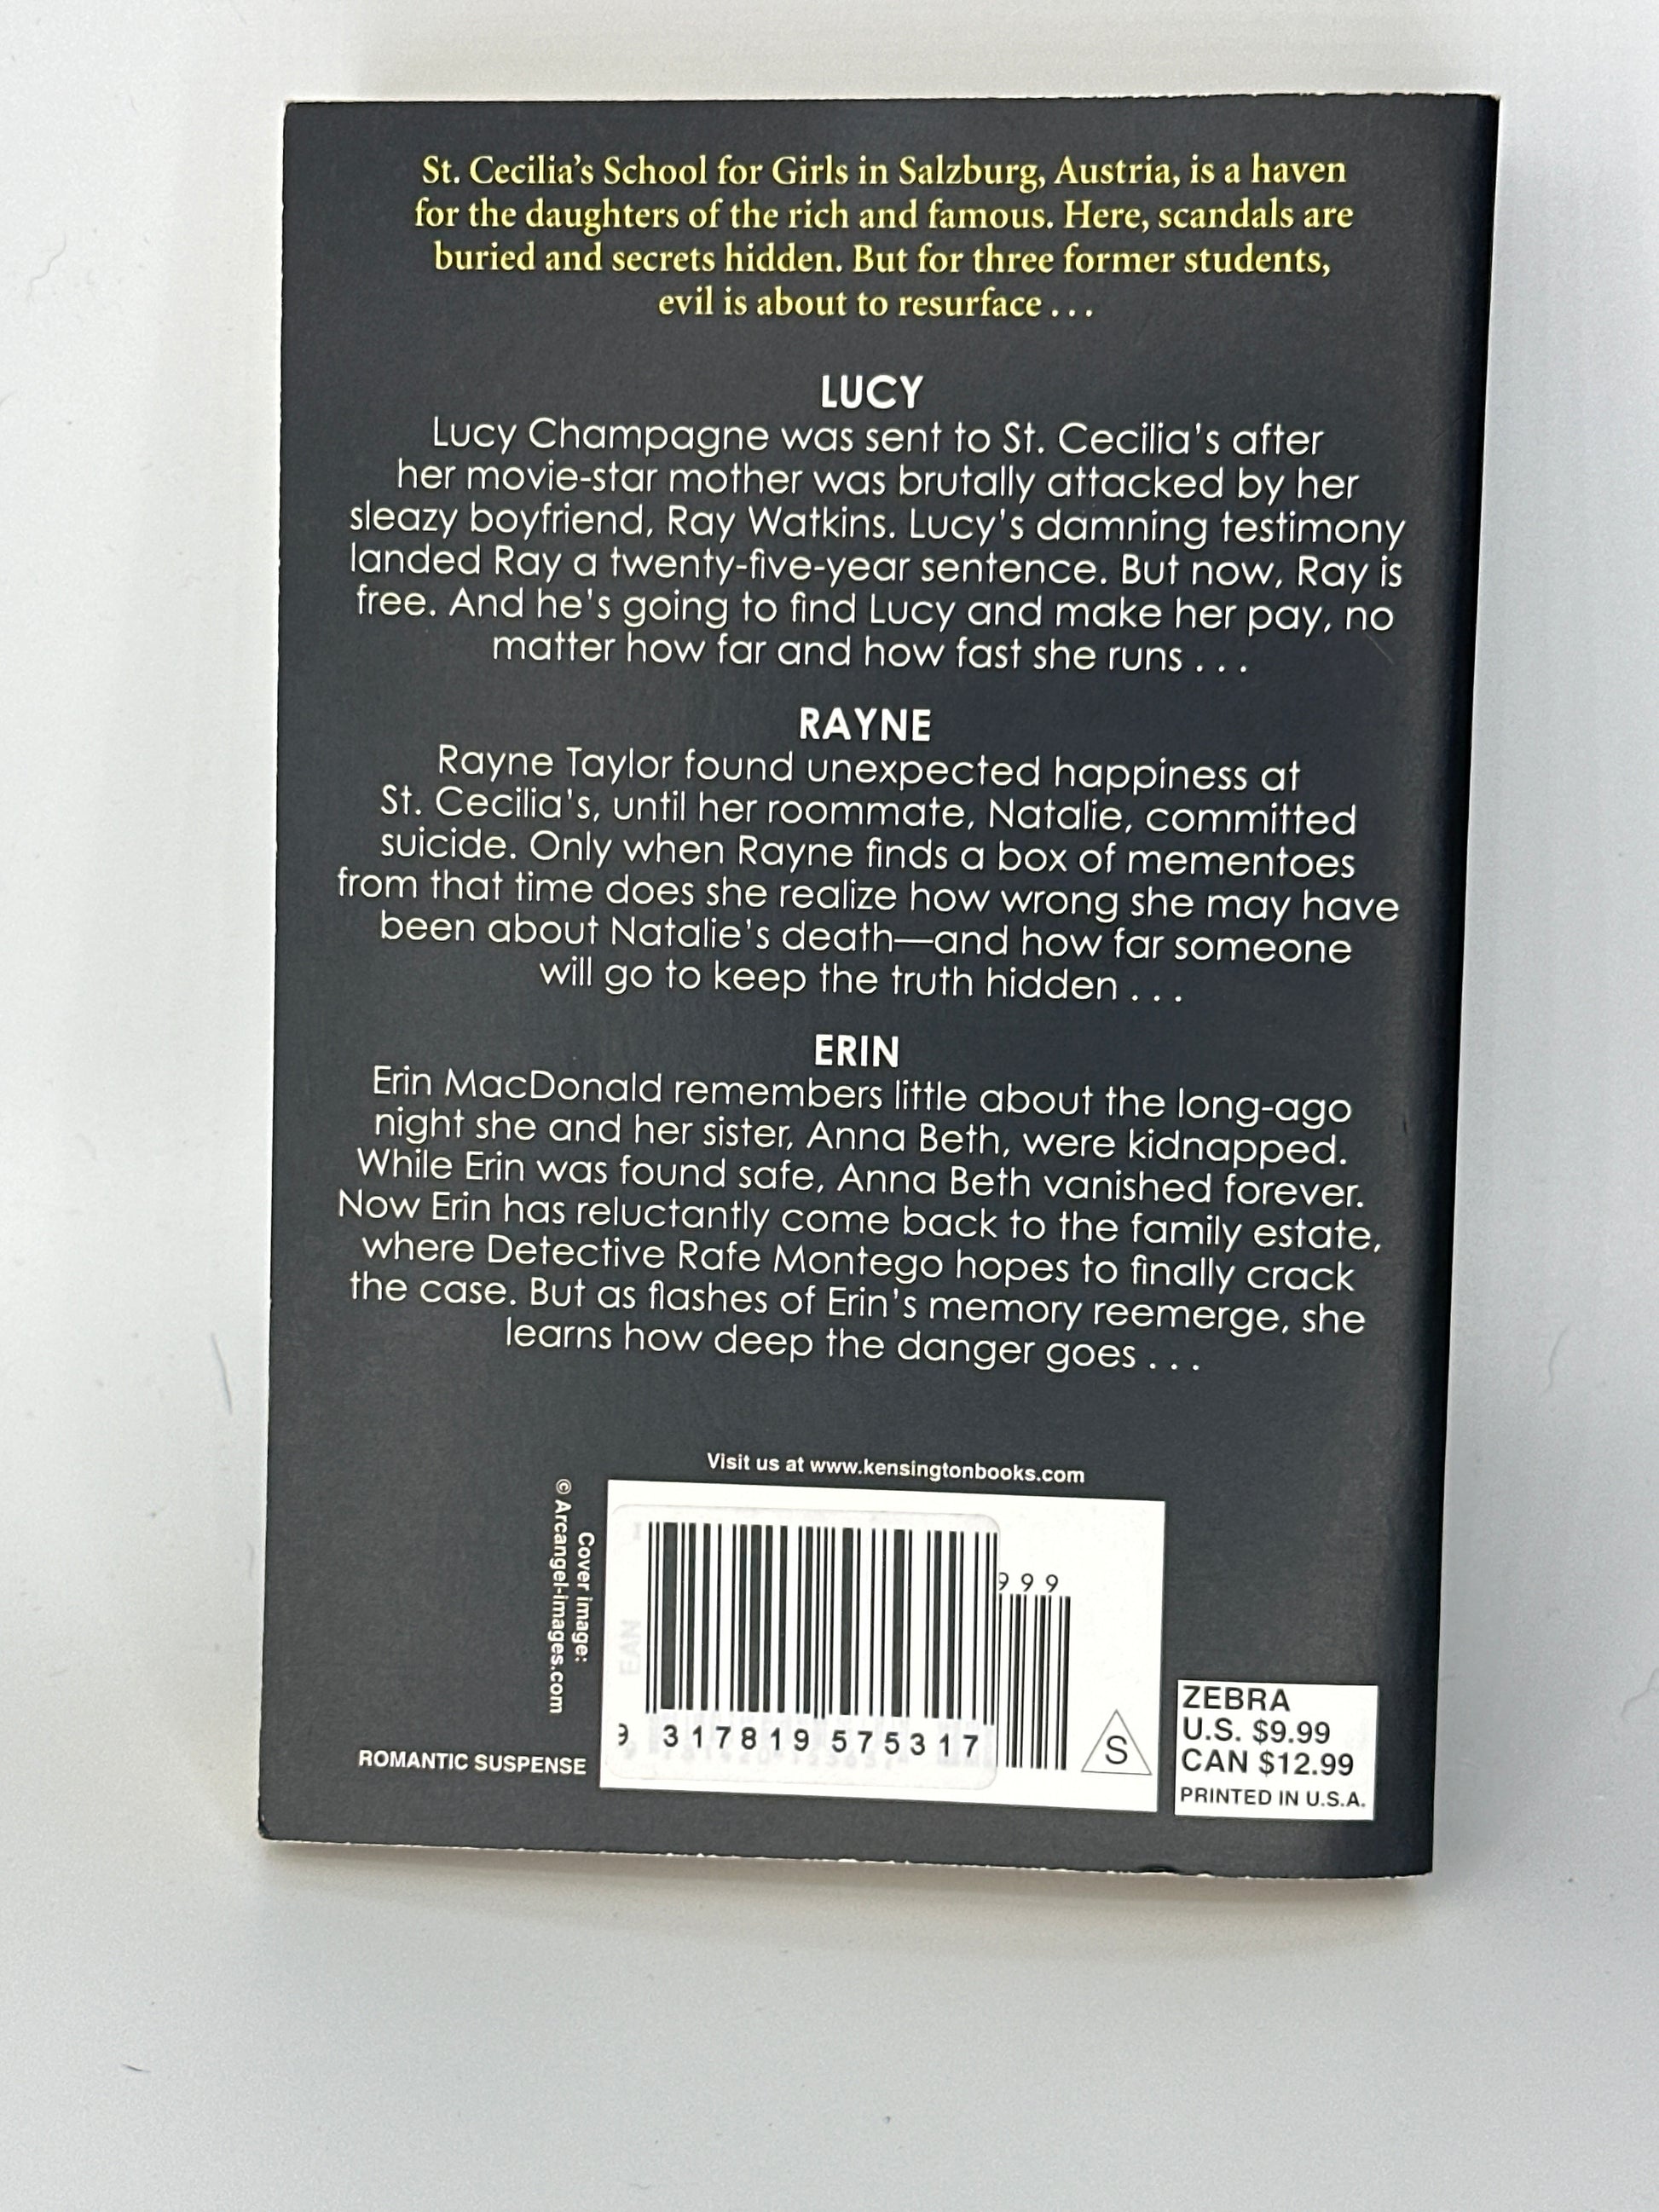 St. Cecilia's School for Girls in Salzburg, Austria, is a haven
for the daughters of the rich and famous. Here, scandals are
buried and secrets hidden. But for three former students,
evil is about to resurface . . .
LUCY
Lucy Champagne was sent to St. Cecilia's after
her movie-star mother was brutally attacked by her
sleazy boyfriend, Ray Watkins. Lucy's damning testimony
landed Ray a twenty-five-year sentence. But now, Ray is
free. And he's going to find Lucy and make her pay, no
matter how far and how fast she runs . . .
RAYNE
Rayne Taylor found unexpected happiness at
St. Cecilia's, until her roommate, Natalie, committed
suicide. Only when Rayne finds a box of mementoes
from that time does she realize how wrong she may have
been about Natalie's death—and how far someone
will go to keep the truth hidden . . .
ERIN
Erin MacDonald remembers little about the long-ago
night she and her sister, Anna Beth, were kidnapped.
While Erin was found safe, Anna Beth vanished forever.
Now Erin has reluctantly come back to the family estate,
where Detective Rafe Montego hopes to finally crack
the case. But as flashes of Erin's memory reemerge, she
learns how deep the danger goes . . .
Visit us at www.kensingtonbooks.com
Cover image:
© Arcangel-images.com
ROMANTIC SUSPENSE
EAN
999
9 317819 575317
S
ZEBRA
U.S. $9.99
CAN $12.99
PRINTED IN U.S.A.